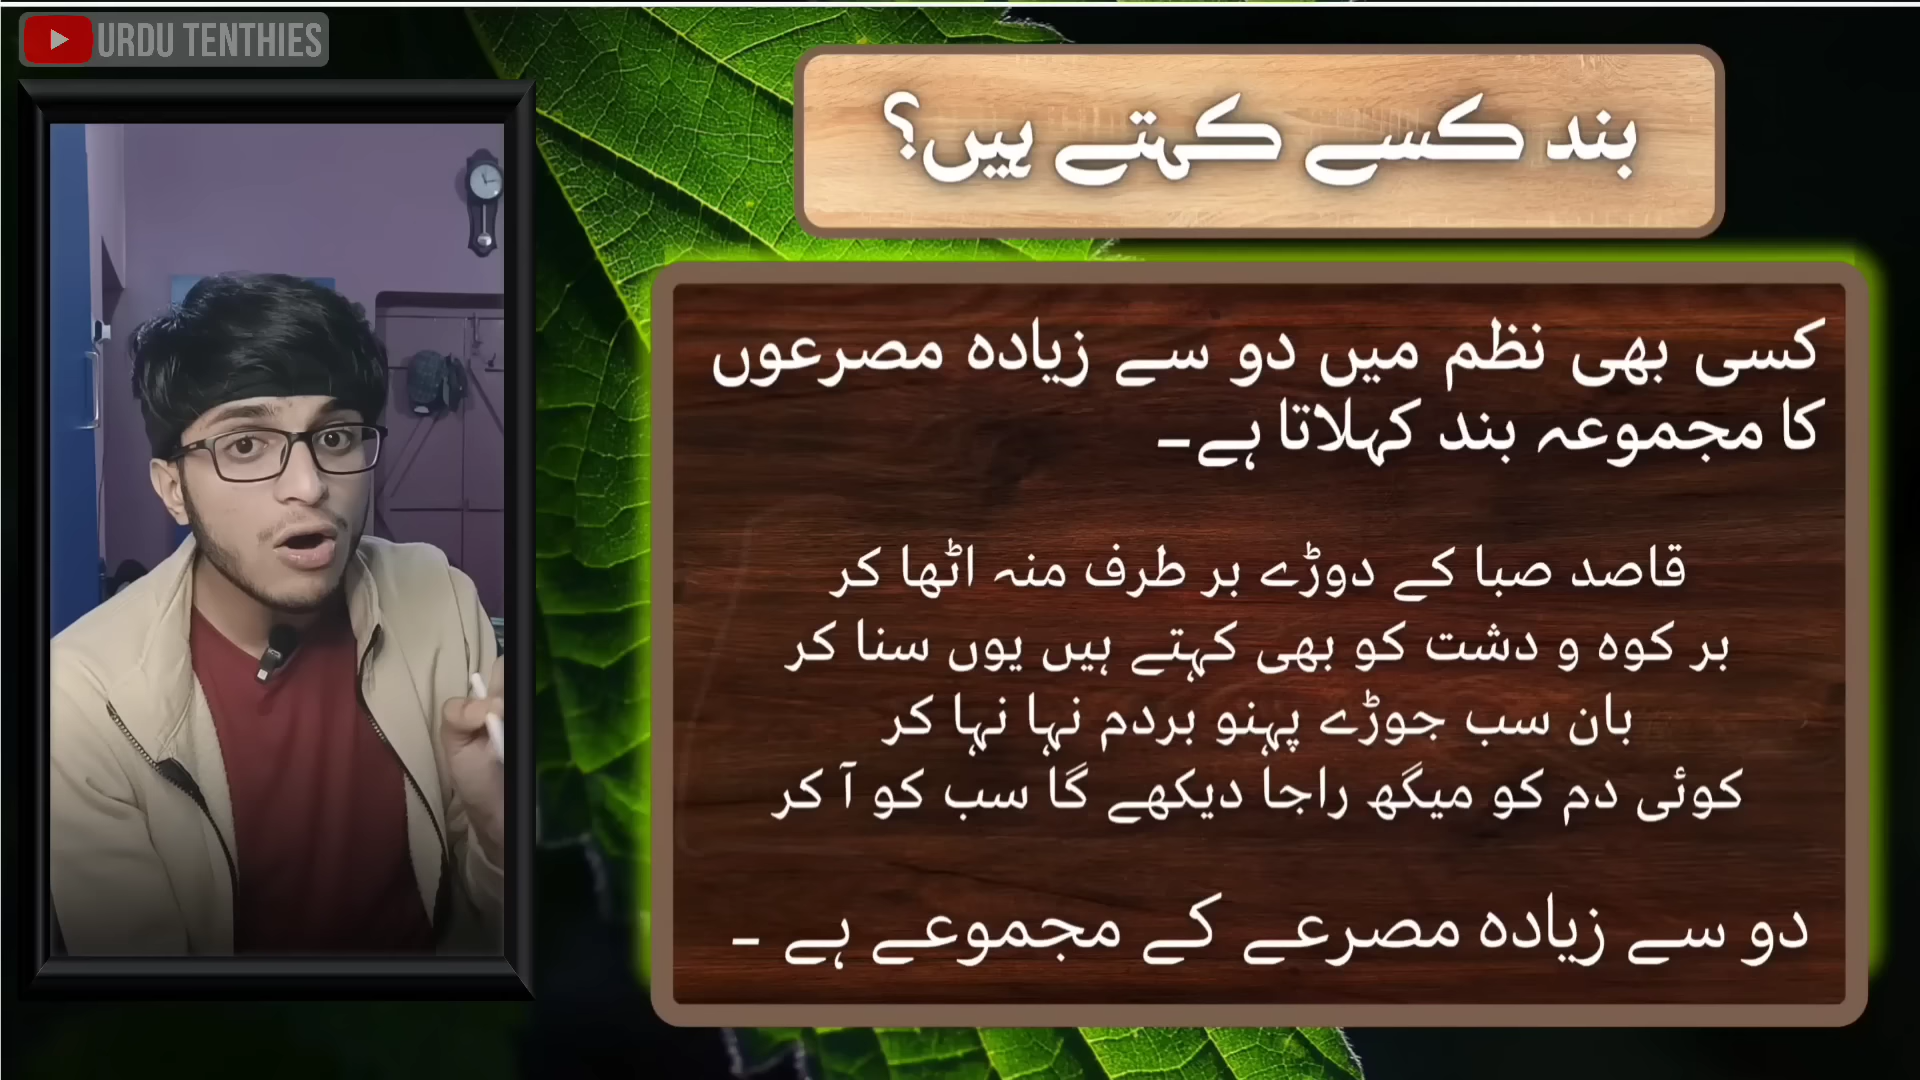 URDU TENTHIES
بند کسے کہتے ہیں؟
کسی بھی نظم میں دو سے زیادہ مصرعوں
کا مجموعہ بند کہلاتا ہے۔
قاصد صبا کے دوڑے ہر طرف منہ اٹھا کر
ہر کوہ و دشت کو بھی کہتے ہیں یوں سنا کر
ہاں سب جوڑے پہنو ہردم نہا نہا کر
کوئی دم کو میگھ راجا دیکھے گا سب کو آ کر
دو سے زیادہ مصرعے کے مجموعے ہے ۔